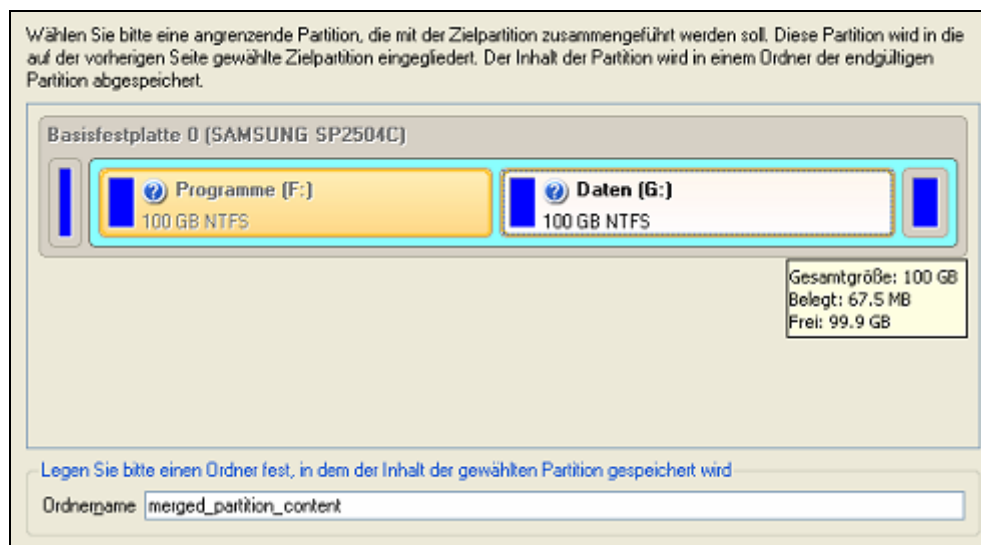 Wählen Sie bitte eine angrenzende Partition, die mit der Zielpartition zusammengeführt werden soll. Diese Partition wird in die
auf der vorherigen Seite gewählte Zielpartition eingegliedert. Der Inhalt der Partition wird in einem Ordner der endgültigen
Partition abgespeichert.
Basisfestplatte 0 (SAMSUNG SP2504C)
Programme (F:)
100 GB NTFS
Daten (G:)
100 GB NTFS
Gesamtgröße: 100 GB
Belegt: 67.5 MB
Frei: 99.9 GB
Legen Sie bitte einen Ordner fest, in dem der Inhalt der gewählten Partition gespeichert wird
Ordnername merged_partition_content